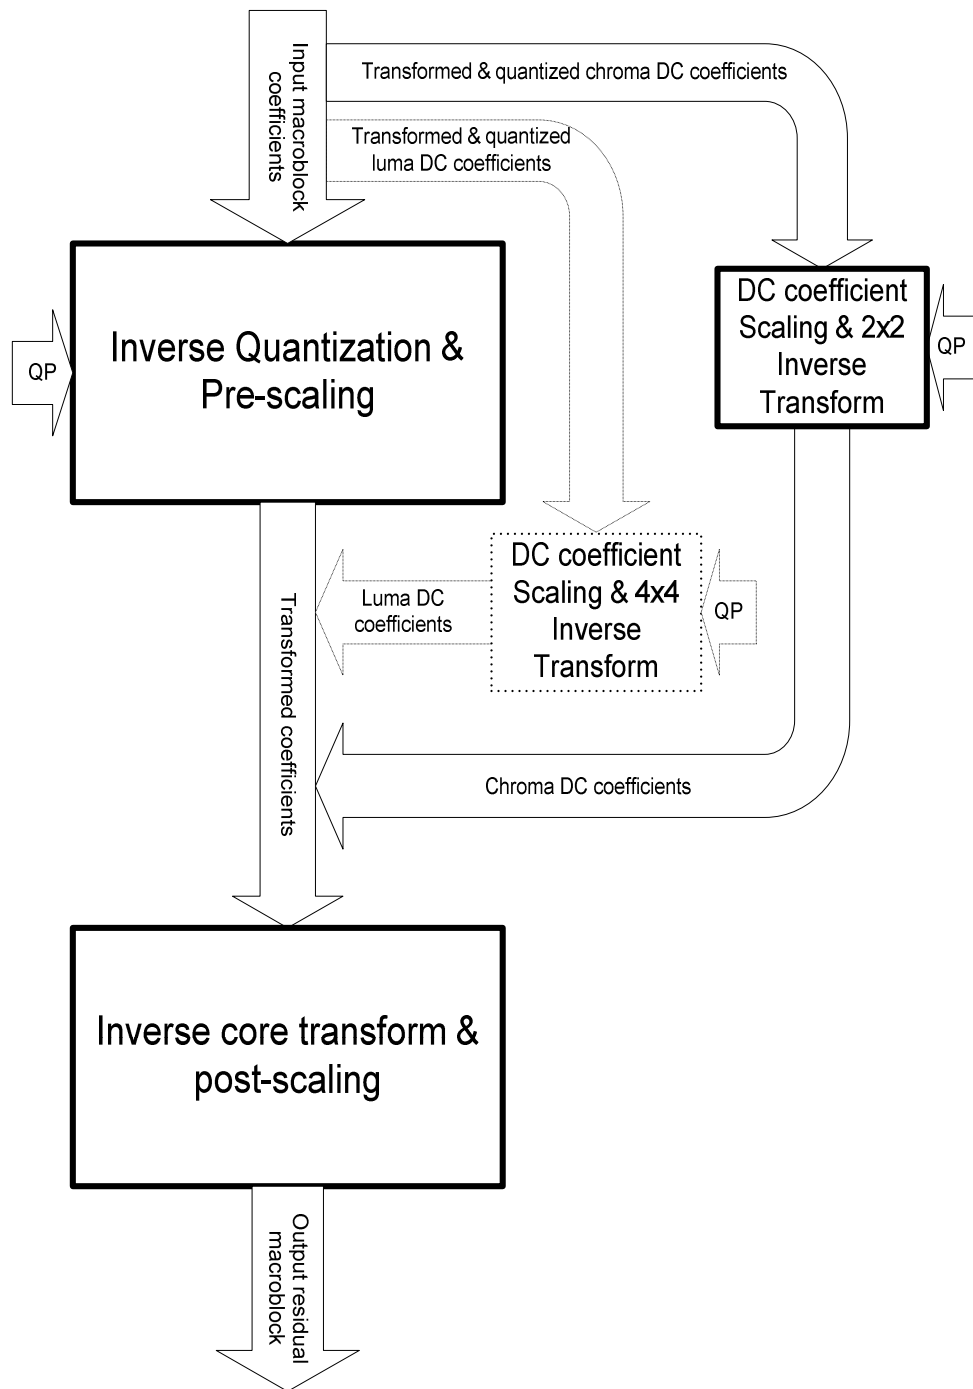 Input macroblock
coefficients
Transformed & quantized chroma DC coefficients
Transformed & quantized
luma DC coefficients
Inverse Quantization &
Pre-scaling
QP
DC coefficient
Scaling & 2x2
Inverse
Transform
QP
DC coefficient
Scaling & 4x4
Inverse
Transform
QP
Luma DC
coefficients
Transformed coefficients
Chroma DC coefficients
Inverse core transform &
post-scaling
Output residual
macroblock